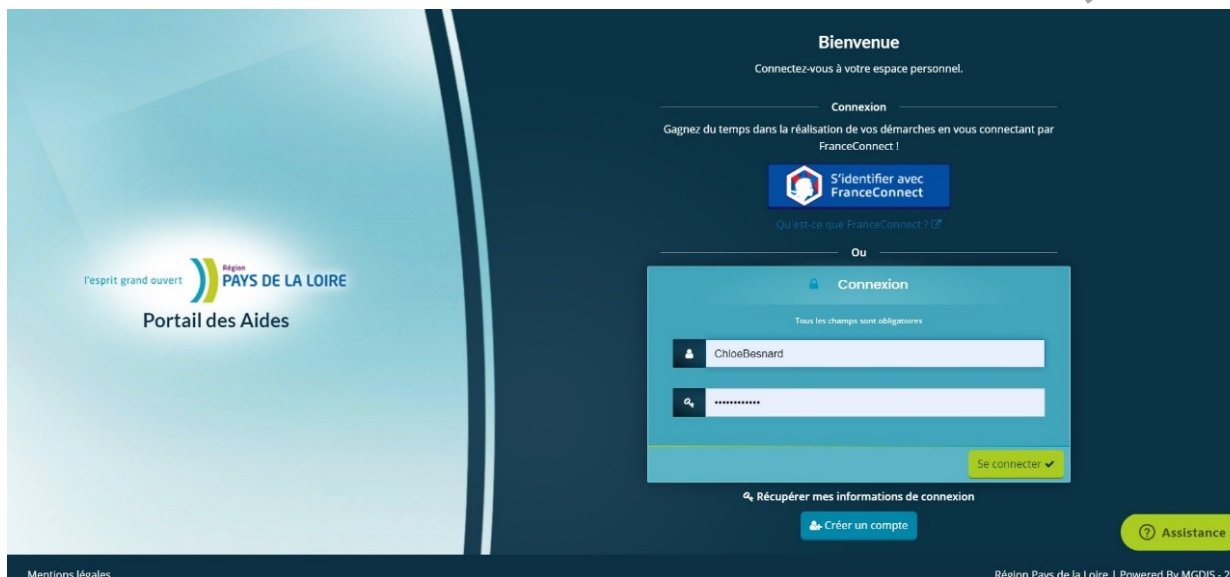 Bienvenue
Connectez-vous à votre espace personnel.
Connexion
Gagnez du temps dans la réalisation de vos démarches en vous connectant par
FranceConnect !
S'identifier avec
FranceConnect
Qu'est-ce que FranceConnect ?
Ou
l'esprit grand ouvert
Région
PAYS DE LA LOIRE
Portail des Aides
Connexion
Tous les champs sont obligatoires
ChloeBesnard
••••••••••••
Se connecter
Récupérer mes informations de connexion
Créer un compte
Assistance
Mentions légales
Région Pays de la Loire | Powered By MGDIS - 2